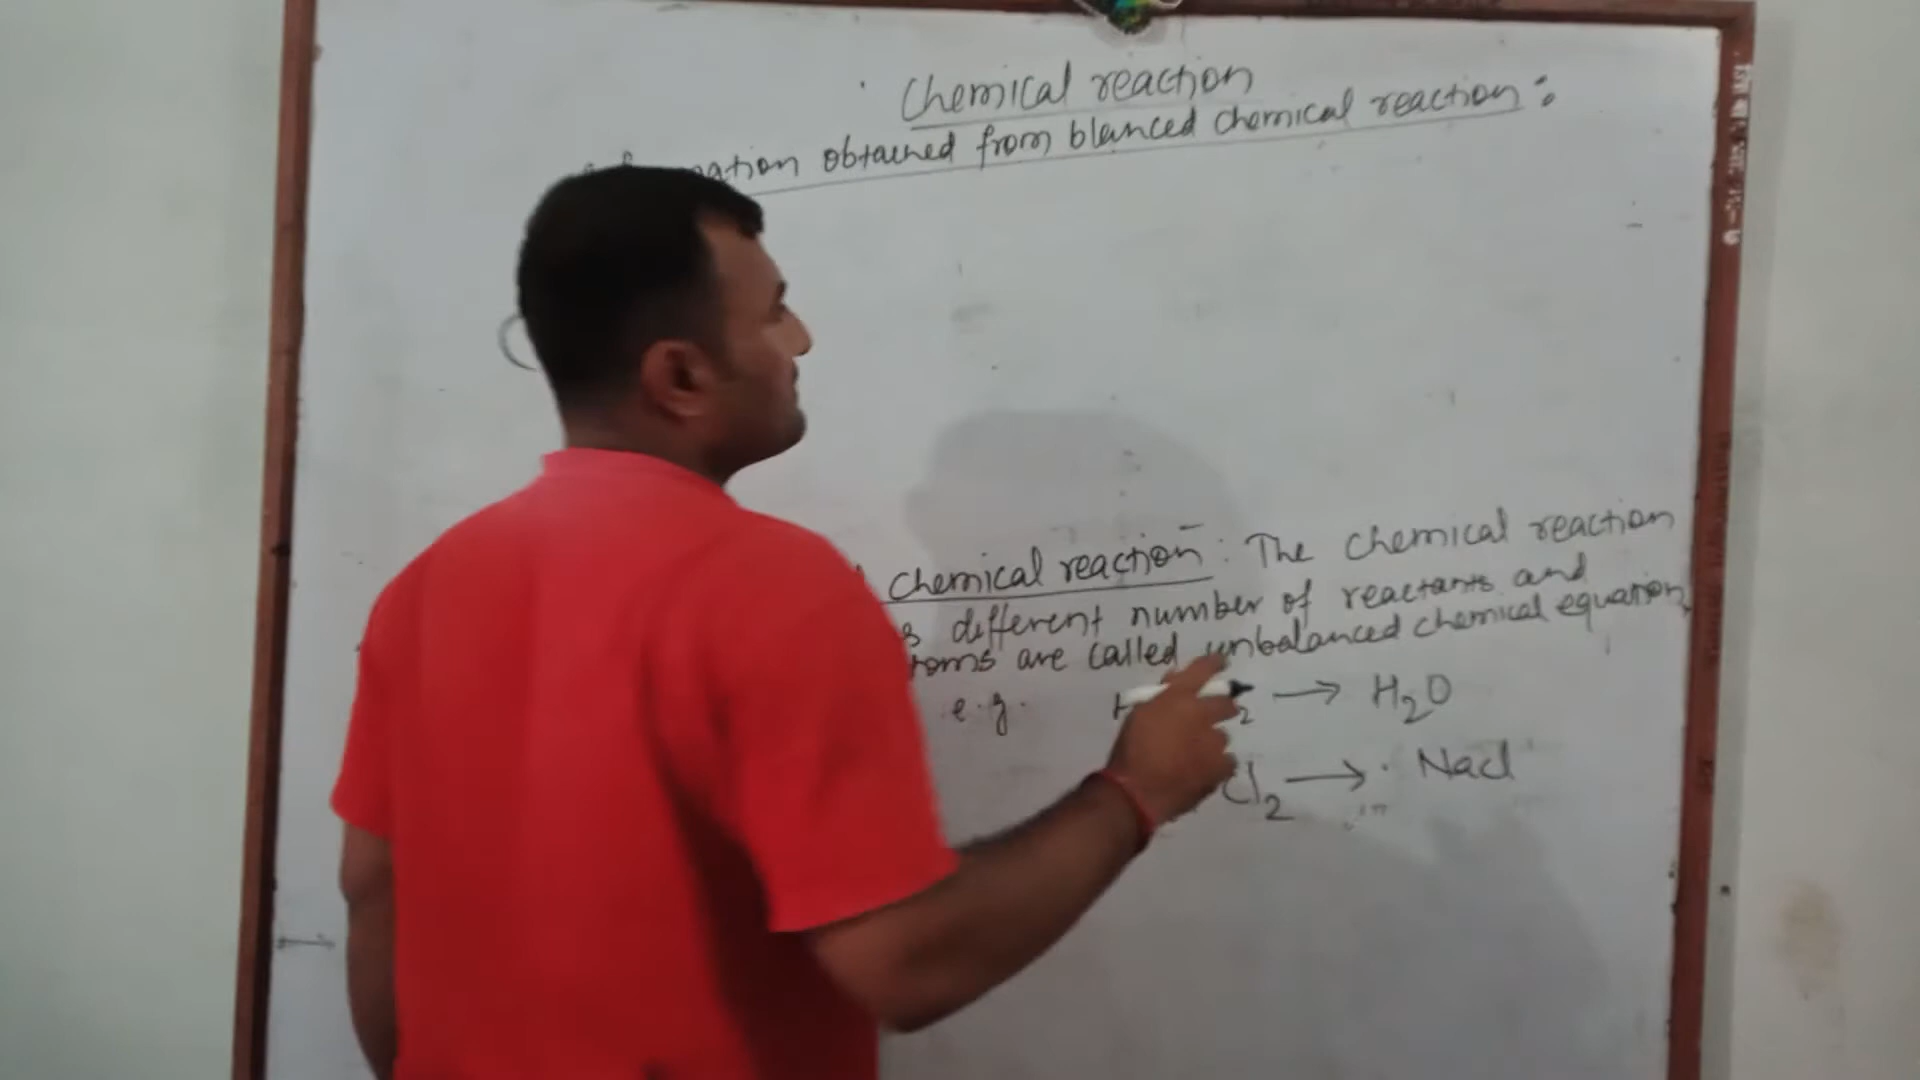 Chemical reaction
obtained from blanced chemical reaction :
chemical reaction : The chemical reaction
different number of reactants and
are called unbalanced chemical equation,
e.g. → H₂O
Cl₂ → Nacl